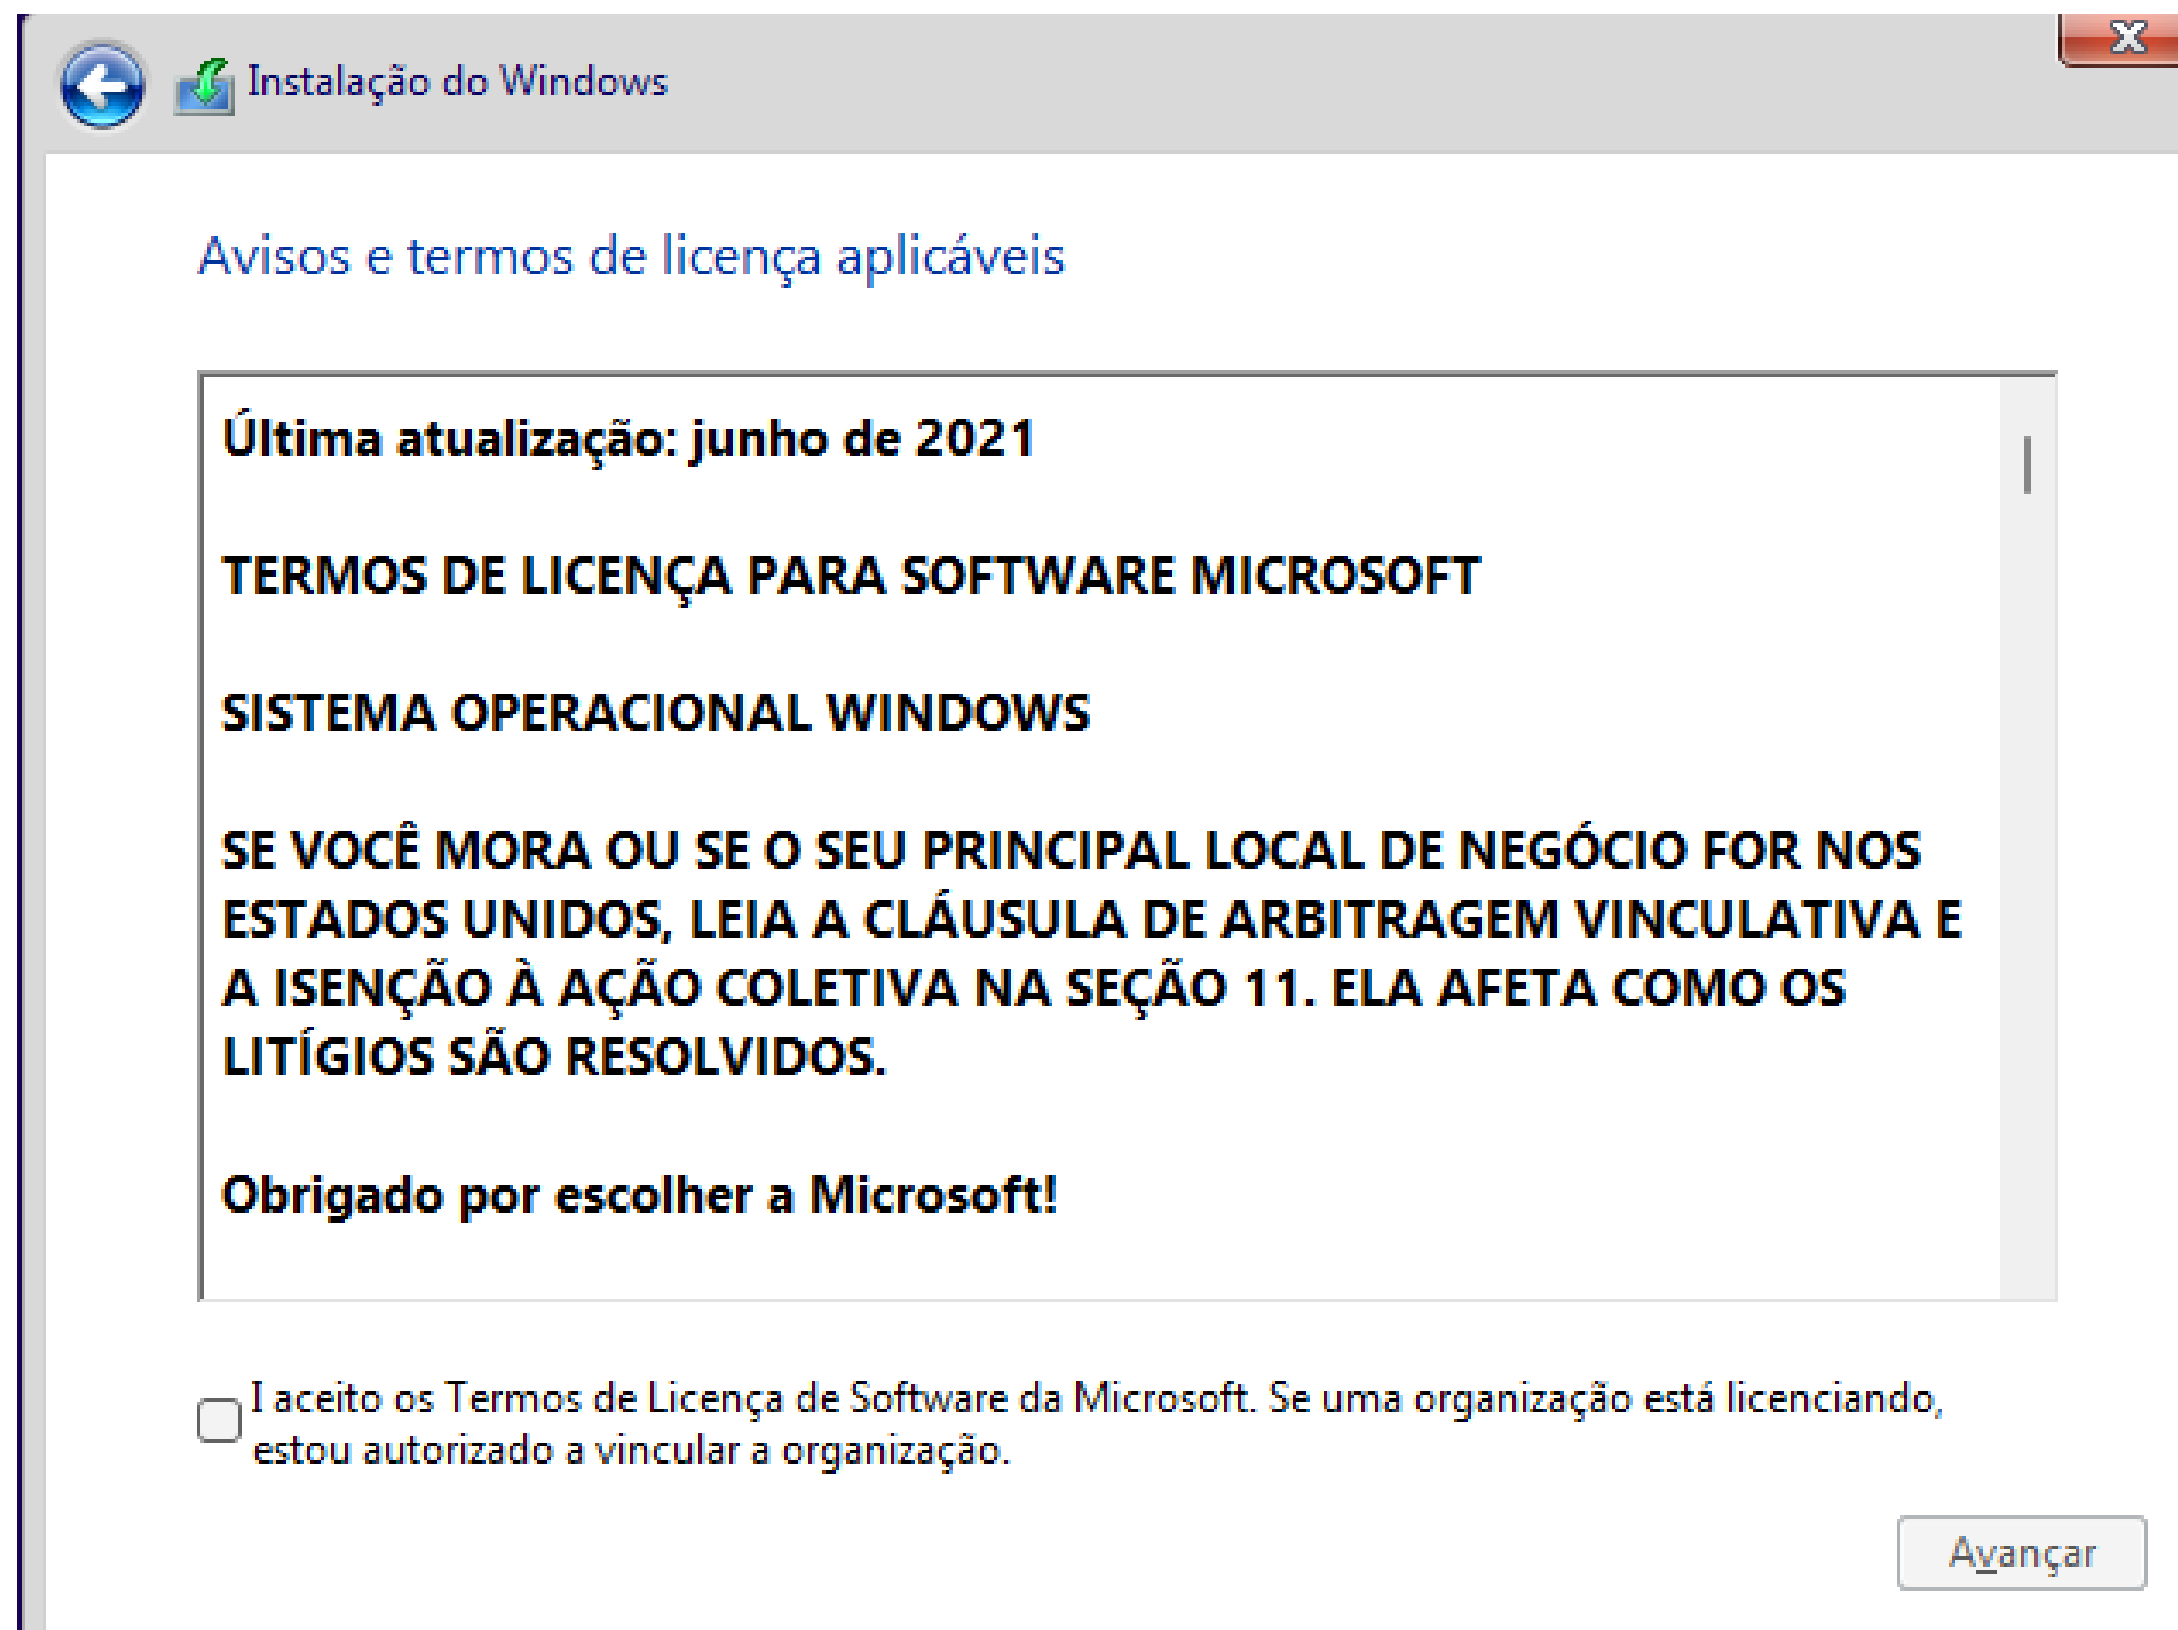 Instalação do Windows
Avisos e termos de licença aplicáveis
Última atualização: junho de 2021
TERMOS DE LICENÇA PARA SOFTWARE MICROSOFT
SISTEMA OPERACIONAL WINDOWS
SE VOCÊ MORA OU SE O SEU PRINCIPAL LOCAL DE NEGÓCIO FOR NOS
ESTADOS UNIDOS, LEIA A CLÁUSULA DE ARBITRAGEM VINCULATIVA E
A ISENÇÃO À AÇÃO COLETIVA NA SEÇÃO 11. ELA AFETA COMO OS
LITÍGIOS SÃO RESOLVIDOS.
Obrigado por escolher a Microsoft!
I aceito os Termos de Licença de Software da Microsoft. Se uma organização está licenciando,
estou autorizado a vincular a organização.
Avançar